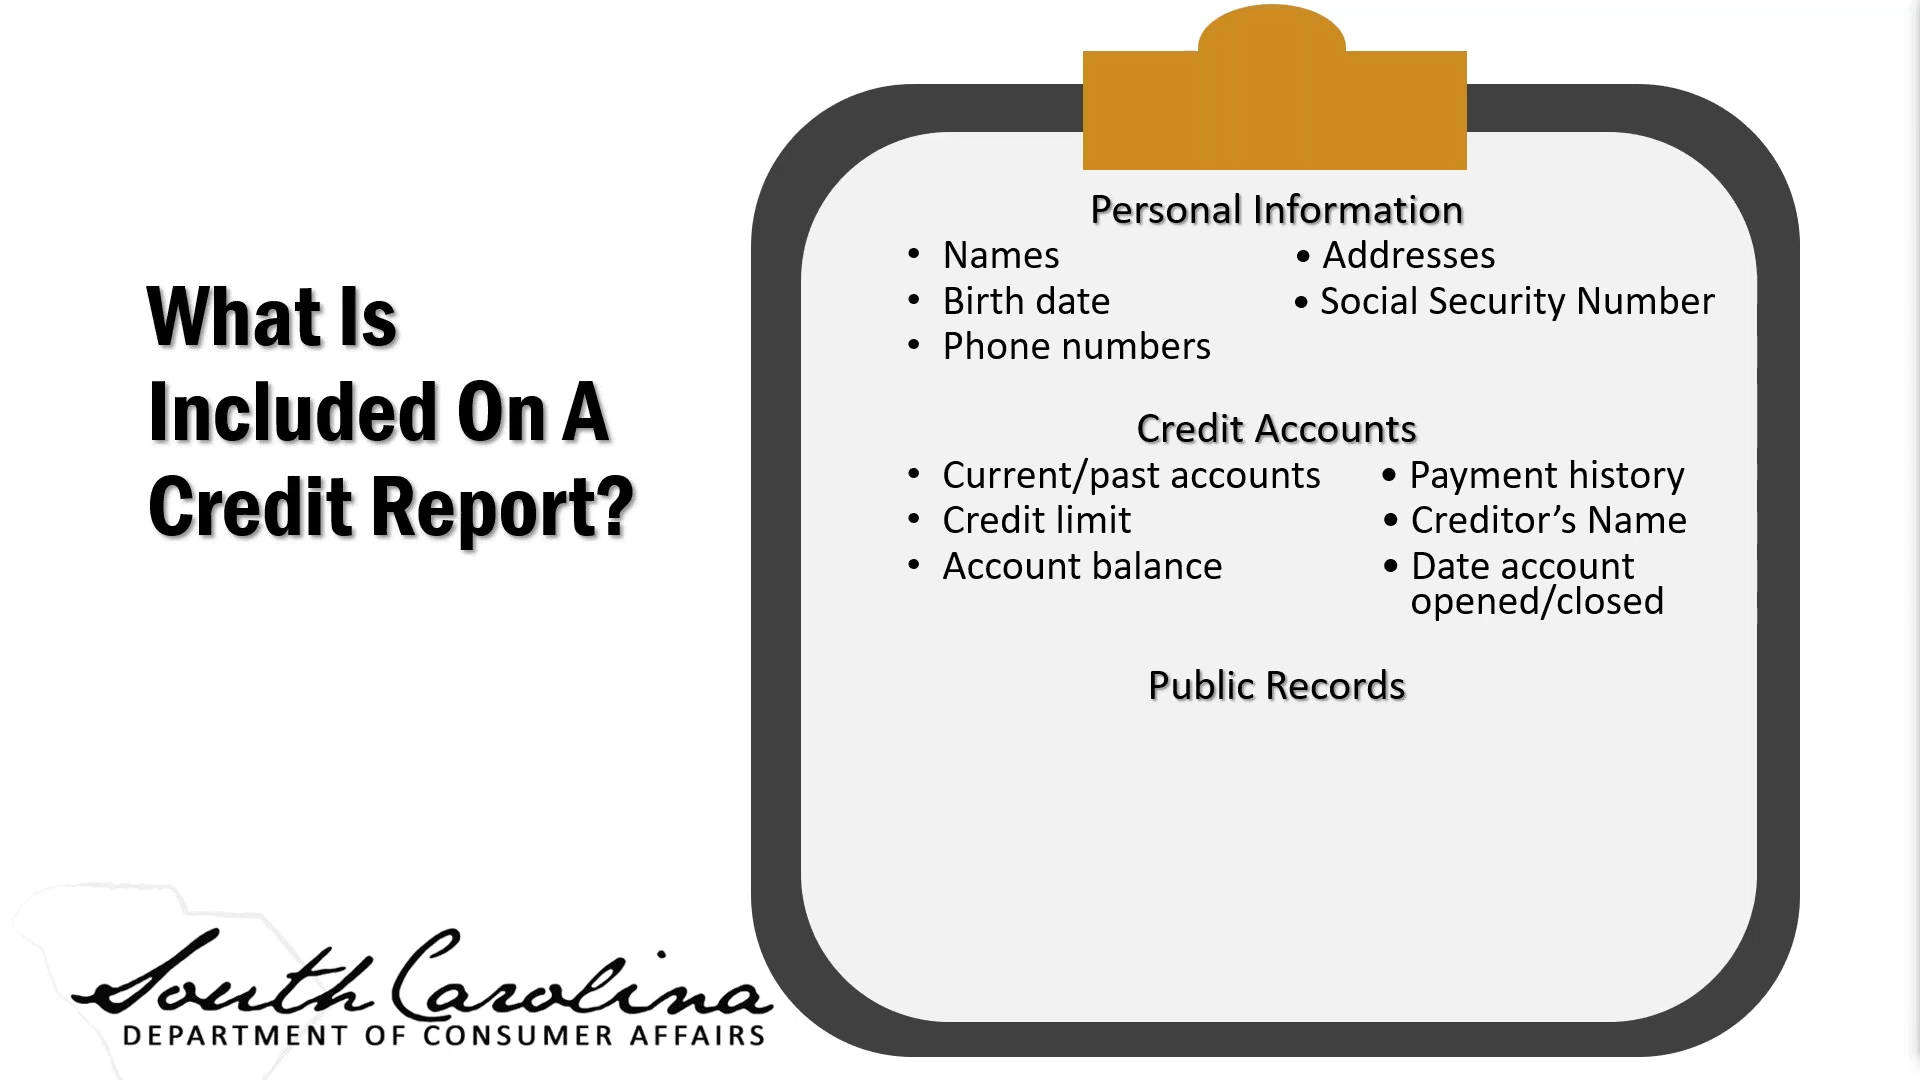 What Is
Included On A
Credit Report?
Personal Information
• Names • Addresses
• Birth date • Social Security Number
• Phone numbers
Credit Accounts
• Current/past accounts • Payment history
• Credit limit • Creditor’s Name
• Account balance • Date account
opened/closed
Public Records
South Carolina
DEPARTMENT OF CONSUMER AFFAIRS